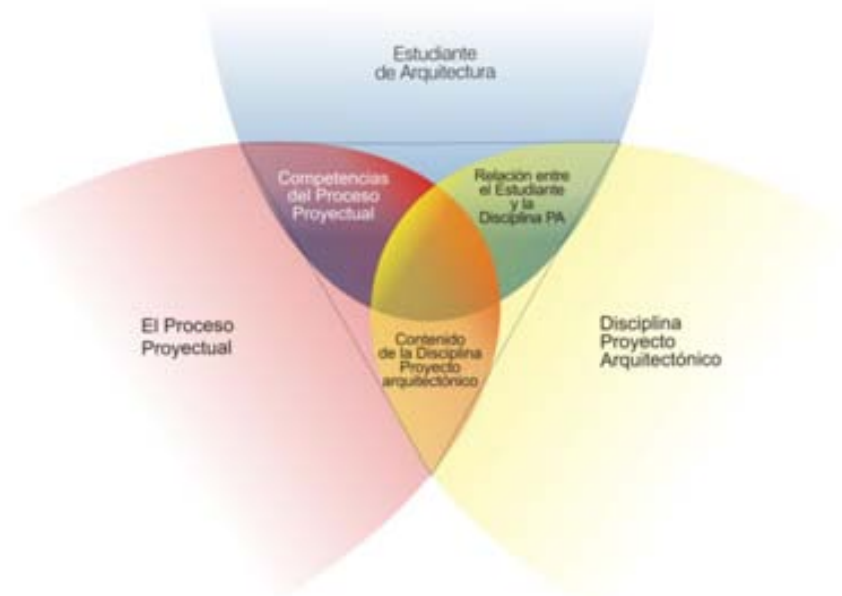 Estudiante
de Arquitectura
Competencias
del Proceso
Proyectual
Relación entre
el Estudiante
y la
Disciplina PA
El Proceso
Proyectual
Contenido
de la Disciplina
Proyecto
arquitectónico
Disciplina
Proyecto
Arquitectónico